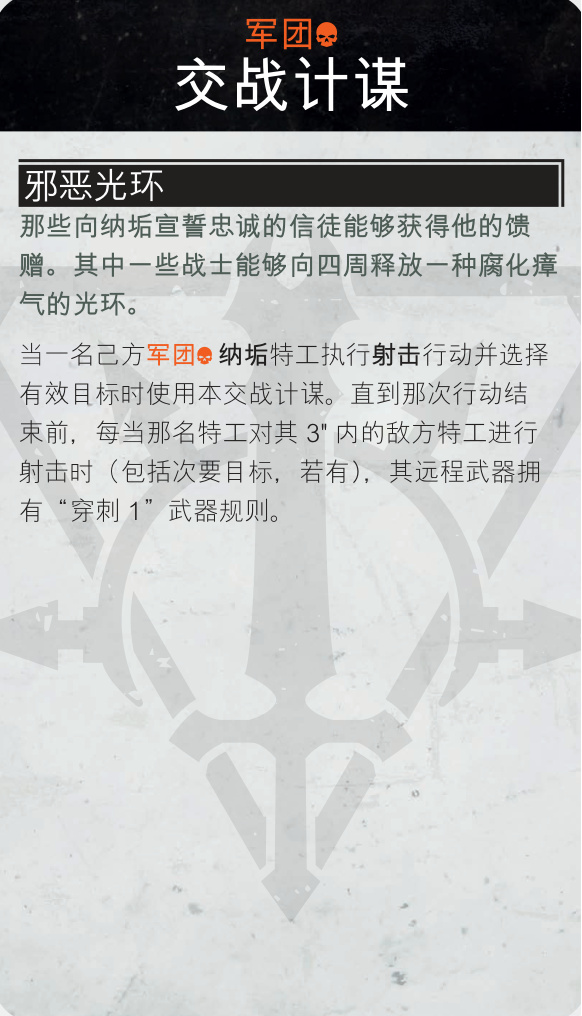 军团
交战计谋
邪恶光环
那些向纳垢宣誓忠诚的信徒能够获得他的馈
赠。其中一些战士能够向四周释放一种腐化瘴
气的光环。
当一名己方军团 纳垢特工执行射击行动并选择
有效目标时使用本交战计谋。直到那次行动结
束前，每当那名特工对其 3" 内的敌方特工进行
射击时（包括次要目标，若有），其远程武器拥
有“穿刺 1”武器规则。